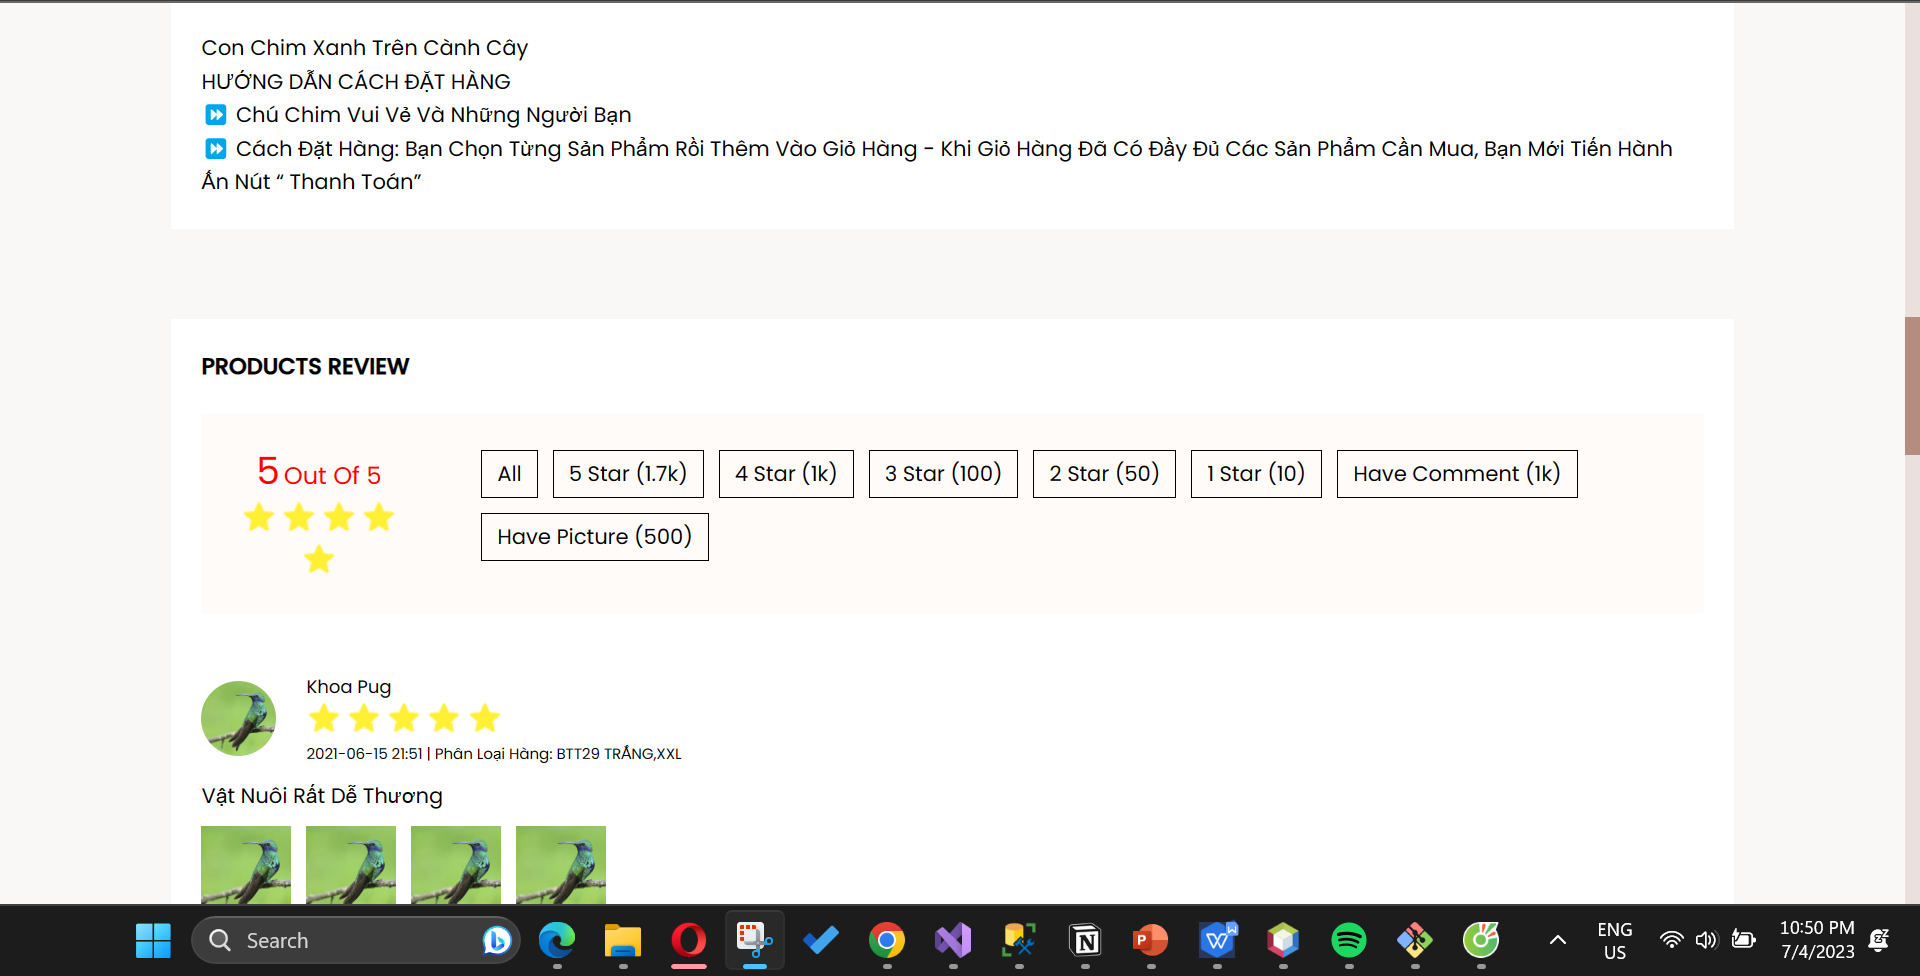 Con Chim Xanh Trên Cành Cây
HƯỚNG DẪN CÁCH ĐẶT HÀNG
⏩ Chú Chim Vui Vẻ Và Những Người Bạn
⏩ Cách Đặt Hàng: Bạn Chọn Từng Sản Phẩm Rồi Thêm Vào Giỏ Hàng - Khi Giỏ Hàng Đã Có Đầy Đủ Các Sản Phẩm Cần Mua, Bạn Mới Tiến Hành
Ấn Nút “ Thanh Toán”
PRODUCTS REVIEW
5 Out Of 5
All
5 Star (1.7k)
4 Star (1k)
3 Star (100)
2 Star (50)
1 Star (10)
Have Comment (1k)
Have Picture (500)
Khoa Pug
2021-06-15 21:51 | Phân Loại Hàng: BTT29 TRẮNG,XXL
Vật Nuôi Rất Dễ Thương
Search
ENG
US
10:50 PM
7/4/2023